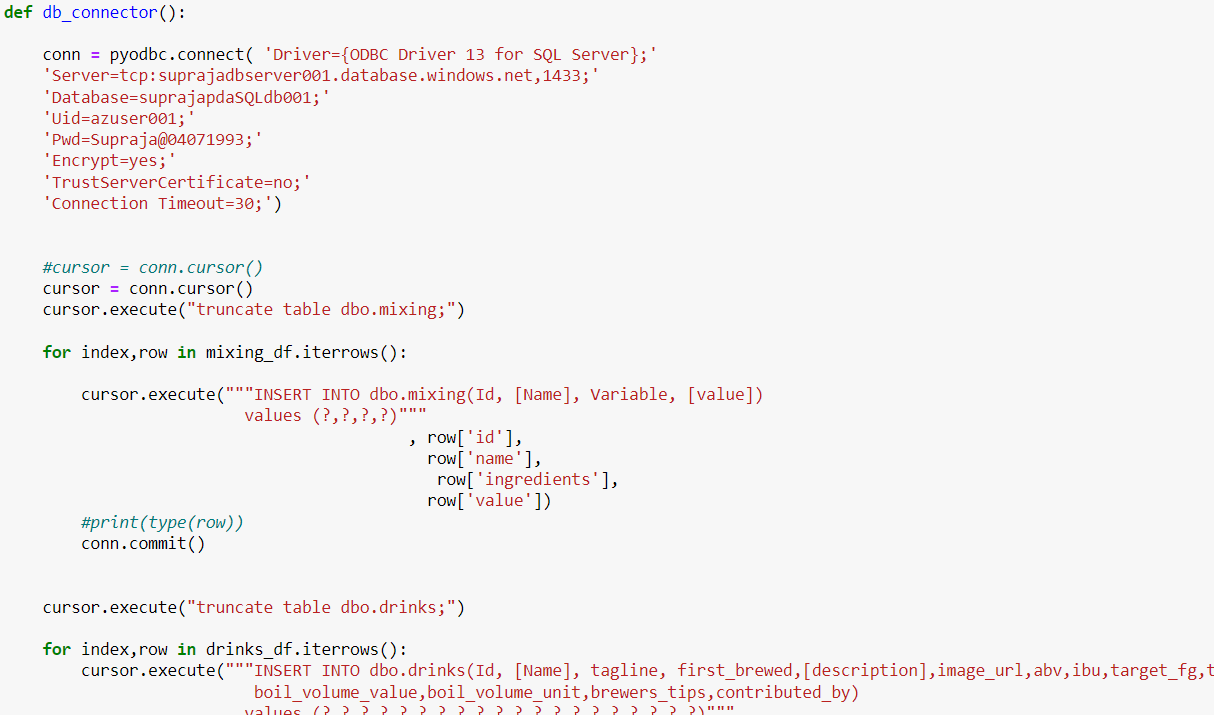 def db_connector():
conn = pyodbc.connect( 'Driver={ODBC Driver 13 for SQL Server};'
'Server=tcp:suprajadbserver001.database.windows.net,1433;'
'Database=suprajapdaSQLdb001;'
'Uid=azuser001;'
'Pwd=Supraja@04071993;'
'Encrypt=yes;'
'TrustServerCertificate=no;'
'Connection Timeout=30;')
#cursor = conn.cursor()
cursor = conn.cursor()
cursor.execute("truncate table dbo.mixing;")
for index,row in mixing_df.iterrows():
cursor.execute("""INSERT INTO dbo.mixing(Id, [Name], Variable, [value])
values (?,?,?,?)"""
, row['id'],
row['name'],
row['ingredients'],
row['value'])
#print(type(row))
conn.commit()
cursor.execute("truncate table dbo.drinks;")
for index,row in drinks_df.iterrows():
cursor.execute("""INSERT INTO dbo.drinks(Id, [Name], tagline, first_brewed,[description],image_url,abv,ibu,target_fg,t
boil_volume_value,boil_volume_unit,brewers_tips,contributed_by)
values